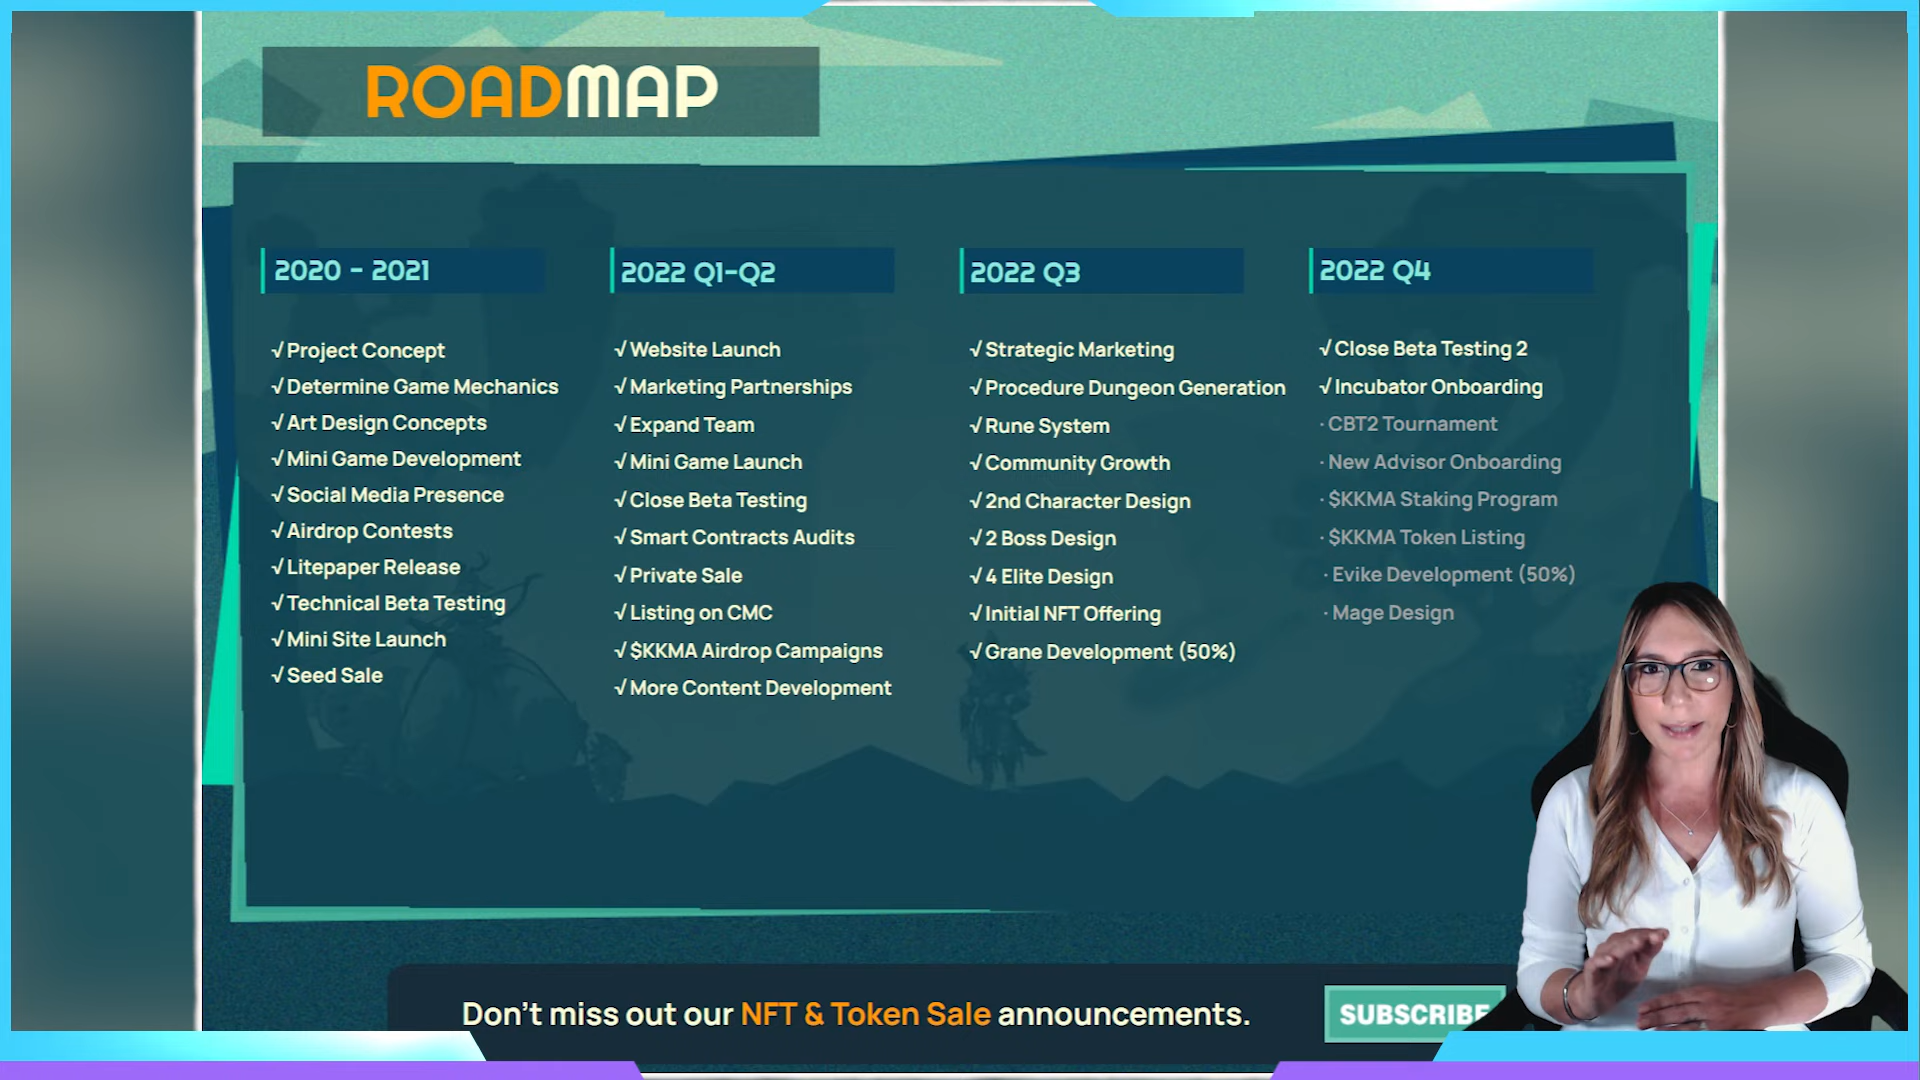 ROADMAP
2020 - 2021
√ Project Concept
√ Determine Game Mechanics
√ Art Design Concepts
√ Mini Game Development
√ Social Media Presence
√ Airdrop Contests
√ Litepaper Release
√ Technical Beta Testing
√ Mini Site Launch
√ Seed Sale
2022 Q1-Q2
√ Website Launch
√ Marketing Partnerships
√ Expand Team
√ Mini Game Launch
√ Close Beta Testing
√ Smart Contracts Audits
√ Private Sale
√ Listing on CMC
√ $KKMA Airdrop Campaigns
√ More Content Development
2022 Q3
√ Strategic Marketing
√ Procedure Dungeon Generation
√ Rune System
√ Community Growth
√ 2nd Character Design
√ 2 Boss Design
√ 4 Elite Design
√ Initial NFT Offering
√ Grane Development (50%)
2022 Q4
√ Close Beta Testing 2
√ Incubator Onboarding
· CBT2 Tournament
· New Advisor Onboarding
· $KKMA Staking Program
· $KKMA Token Listing
· Evike Development (50%)
· Mage Design
Don't miss out our NFT & Token Sale announcements.
SUBSCRIBE